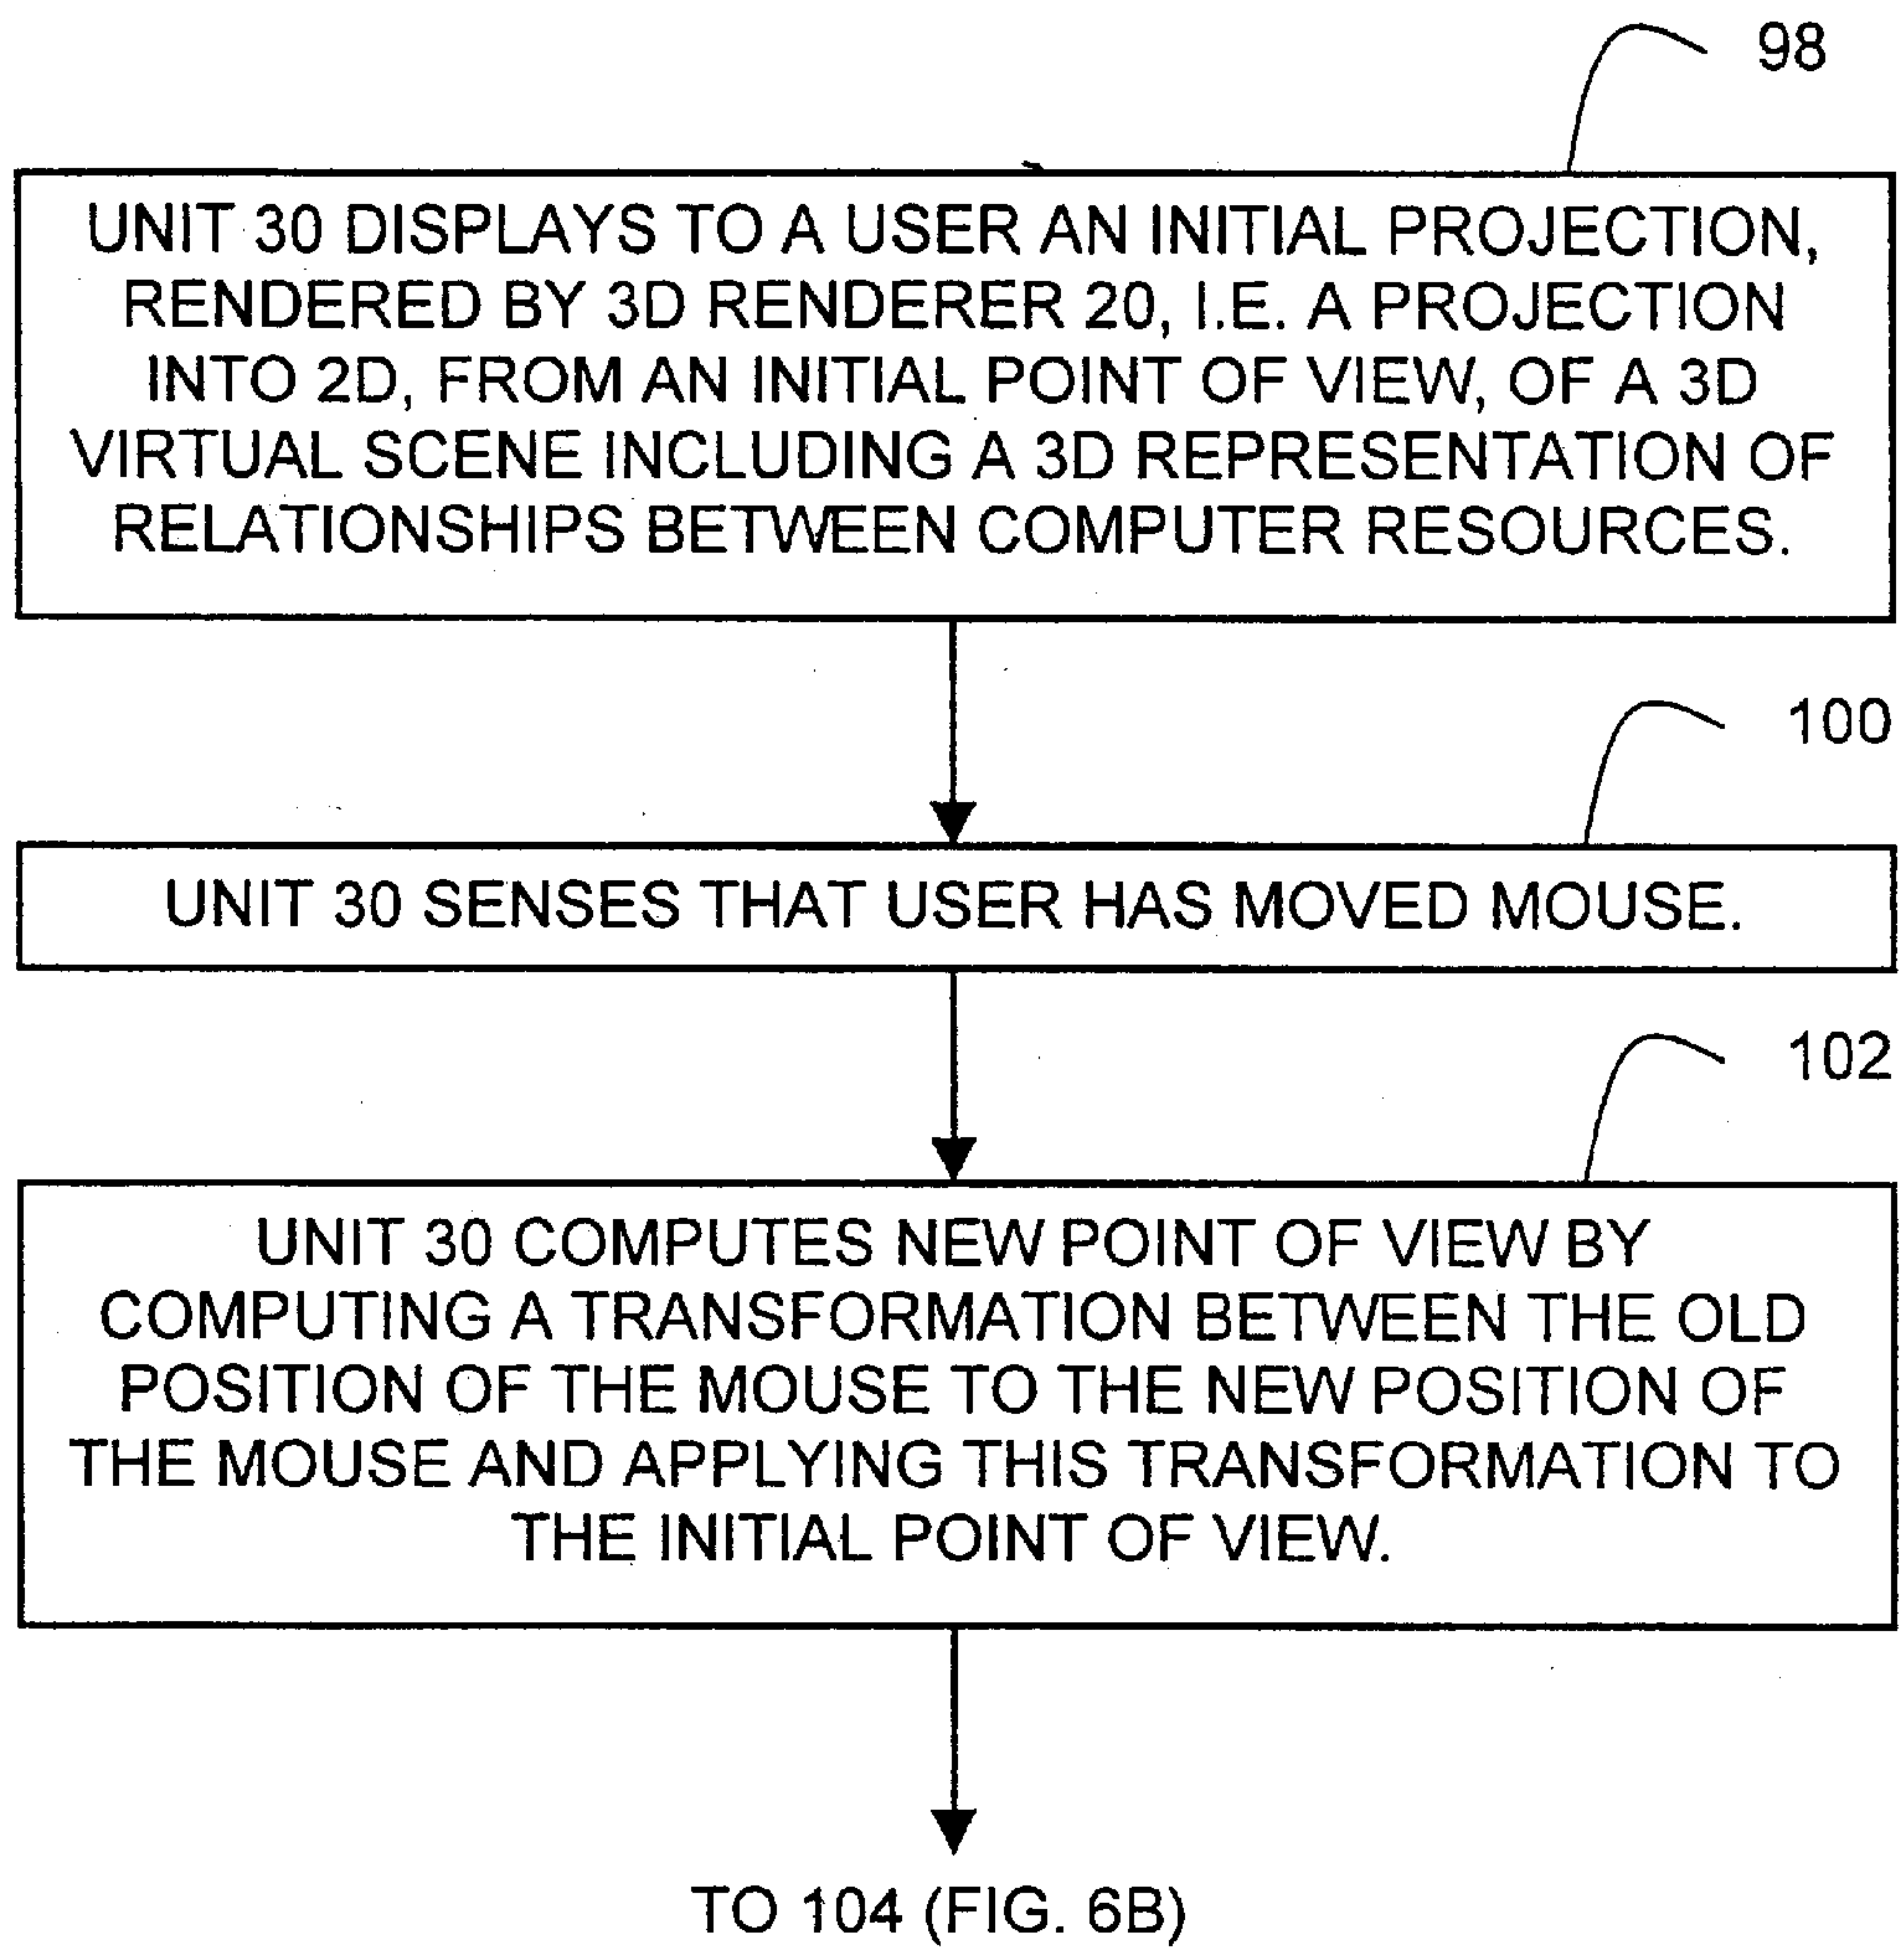 98
UNIT 30 DISPLAYS TO A USER AN INITIAL PROJECTION,
RENDERED BY 3D RENDERER 20, I.E. A PROJECTION
INTO 2D, FROM AN INITIAL POINT OF VIEW, OF A 3D
VIRTUAL SCENE INCLUDING A 3D REPRESENTATION OF
RELATIONSHIPS BETWEEN COMPUTER RESOURCES.
100
UNIT 30 SENSES THAT USER HAS MOVED MOUSE.
102
UNIT 30 COMPUTES NEW POINT OF VIEW BY
COMPUTING A TRANSFORMATION BETWEEN THE OLD
POSITION OF THE MOUSE TO THE NEW POSITION OF
THE MOUSE AND APPLYING THIS TRANSFORMATION TO
THE INITIAL POINT OF VIEW.
TO 104 (FIG. 6B)